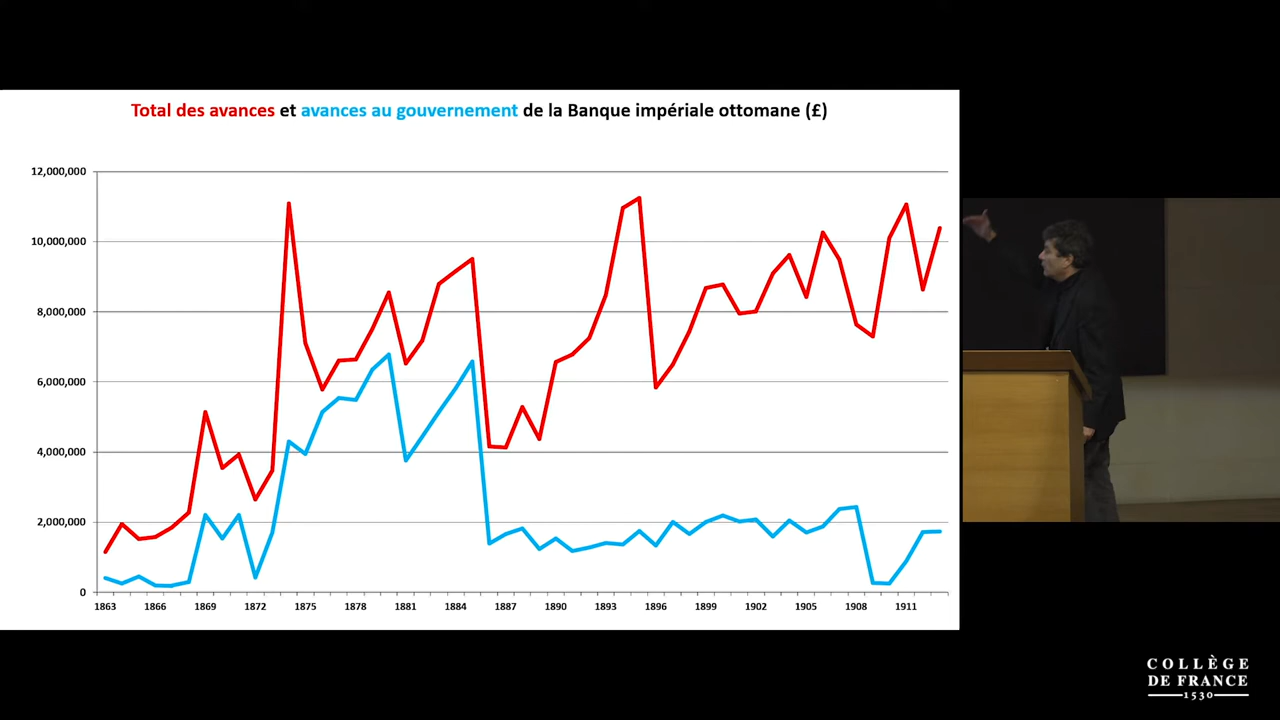 Total des avances et avances au gouvernement de la Banque impériale ottomane (£)
12,000,000
10,000,000
8,000,000
6,000,000
4,000,000
2,000,000
0
1863 1866 1869 1872 1875 1878 1881 1884 1887 1890 1893 1896 1899 1902 1905 1908 1911
COLLÈGE
DE FRANCE
1530